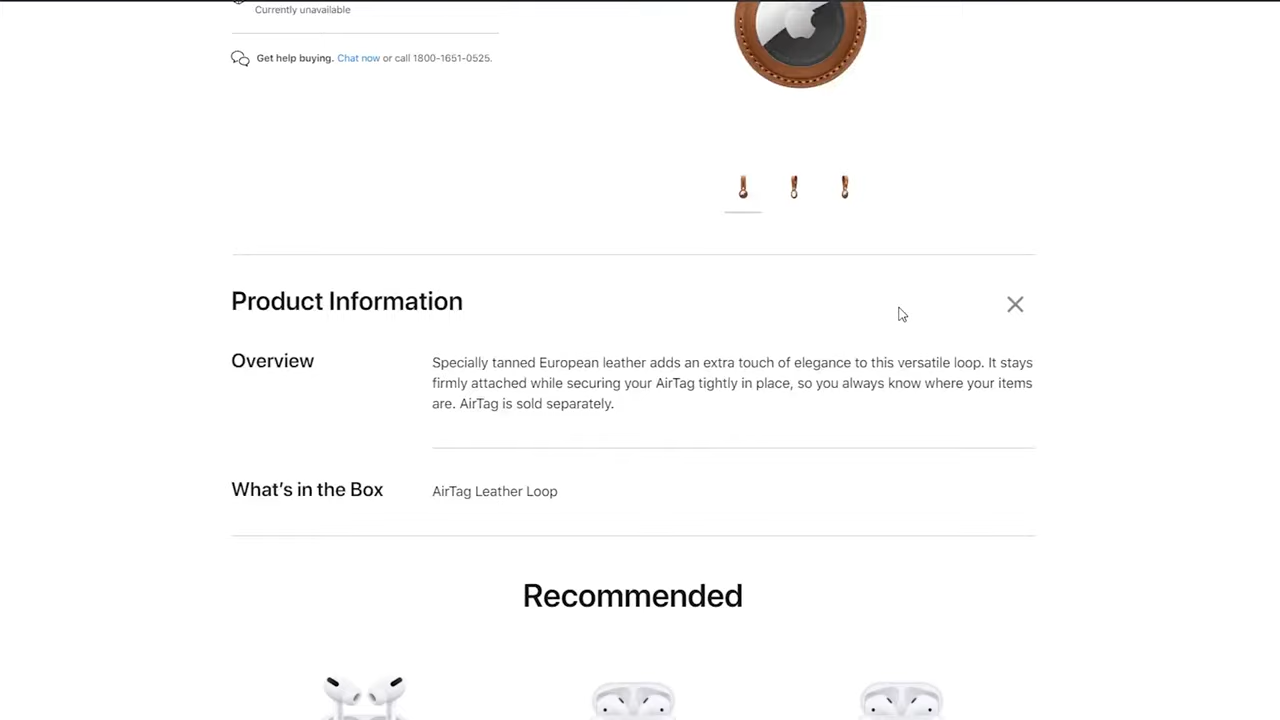 Currently unavailable
Get help buying. Chat now or call 1800-1651-0525.
Product Information
Overview
Specially tanned European leather adds an extra touch of elegance to this versatile loop. It stays
firmly attached while securing your AirTag tightly in place, so you always know where your items
are. AirTag is sold separately.
What's in the Box
AirTag Leather Loop
Recommended